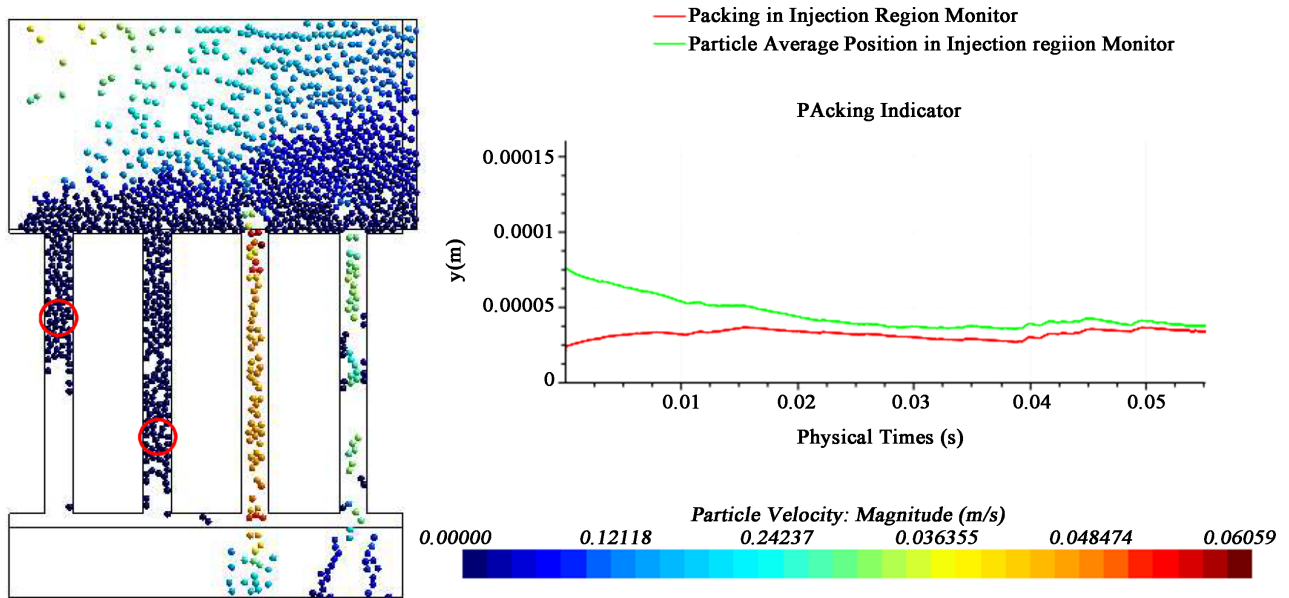 Packing in Injection Region Monitor
Particle Average Position in Injection regiion Monitor
PAcking Indicator
0.00015
0.0001
0.00005
0
y(m)
0.01 0.02 0.03 0.04 0.05
Physical Times (s)
Particle Velocity: Magnitude (m/s)
0.00000 0.12118 0.24237 0.036355 0.048474 0.06059